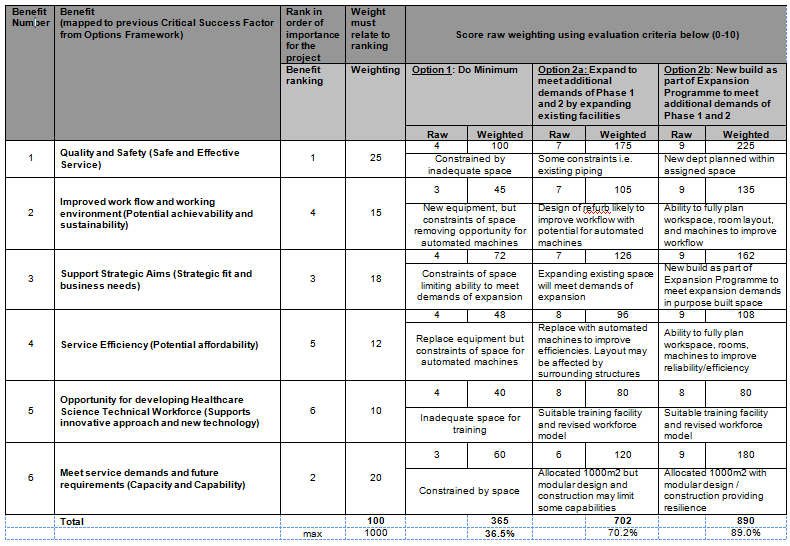 Benefit Number
Benefit
(mapped to previous Critical Success Factor from Options Framework)
Rank in order of importance for the project
Weight must relate to ranking
Score raw weighting using evaluation criteria below (0-10)
Benefit ranking
Weighting
Option 1: Do Minimum
Option 2a: Expand to meet additional demands of Phase 1 and 2 by expanding existing facilities
Option 2b: New build as part of Expansion Programme to meet additional demands of Phase 1 and 2
Raw Weighted Raw Weighted Raw Weighted
1
Quality and Safety (Safe and Effective Service)
1
25
4 100 7 175 9 225
Constrained by inadequate space
Some constraints i.e. existing piping
New dept planned within assigned space
2
Improved work flow and working environment (Potential achievability and sustainability)
4
15
3 45 7 105 9 135
New equipment, but constraints of space removing opportunity for automated machines
Design of refurb likely to improve workflow with potential for automated machines
Ability to fully plan workspace, room layout, and machines to improve workflow
3
Support Strategic Aims (Strategic fit and business needs)
3
18
4 72 7 126 9 162
Constraints of space limiting ability to meet demands of expansion
Expanding existing space will meet demands of expansion
New build as part of Expansion Programme to meet expansion demands in purpose built space
4
Service Efficiency (Potential affordability)
5
12
4 48 8 96 9 108
Replace equipment but constraints of space for automated machines
Replace with automated machines to improve efficiencies. Layout may be affected by surrounding structures
Ability to fully plan workspace, rooms, machines to improve reliability/efficiency
5
Opportunity for developing Healthcare Science Technical Workforce (Supports innovative approach and new technology)
6
10
4 40 8 80 8 80
Inadequate space for training
Suitable training facility and revised workforce model
Suitable training facility and revised workforce model
6
Meet service demands and future requirements (Capacity and Capability)
2
20
3 60 6 120 9 180
Constrained by space
Allocated 1000m2 but modular design and construction may limit some capabilities
Allocated 1000m2 with modular design / construction providing resilience
Total 100 365 702 890
max 1000 36.5% 70.2% 89.0%